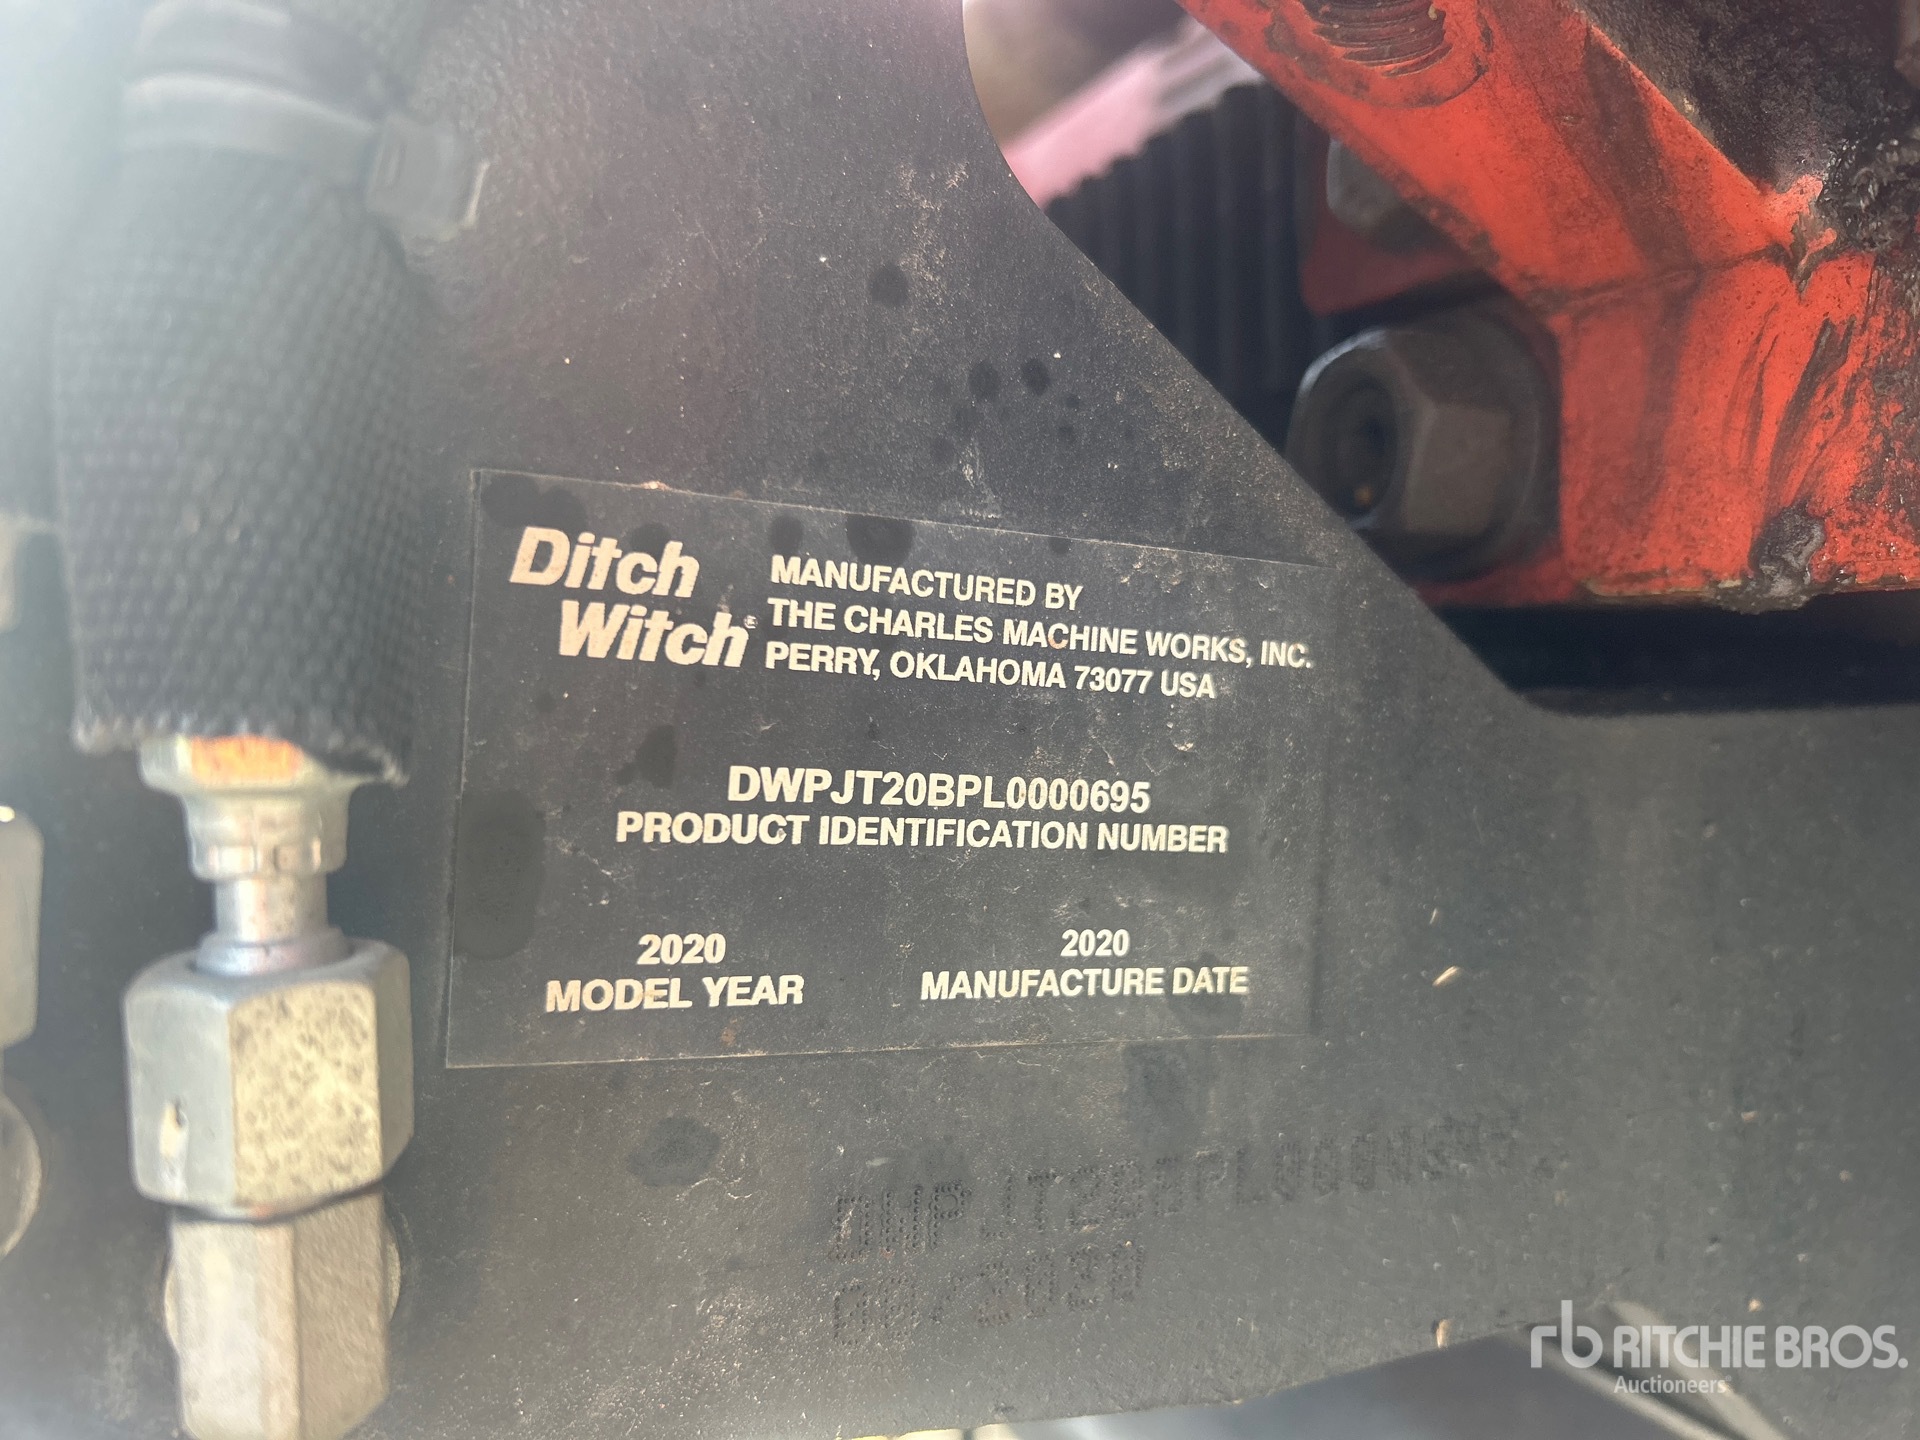 Ditch
Witch®
MANUFACTURED BY
THE CHARLES MACHINE WORKS, INC.
PERRY, OKLAHOMA 73077 USA
DWPJT20BPL0000695
PRODUCT IDENTIFICATION NUMBER
2020
MODEL YEAR
2020
MANUFACTURE DATE
rb RITCHIE BROS.
Auctioneers